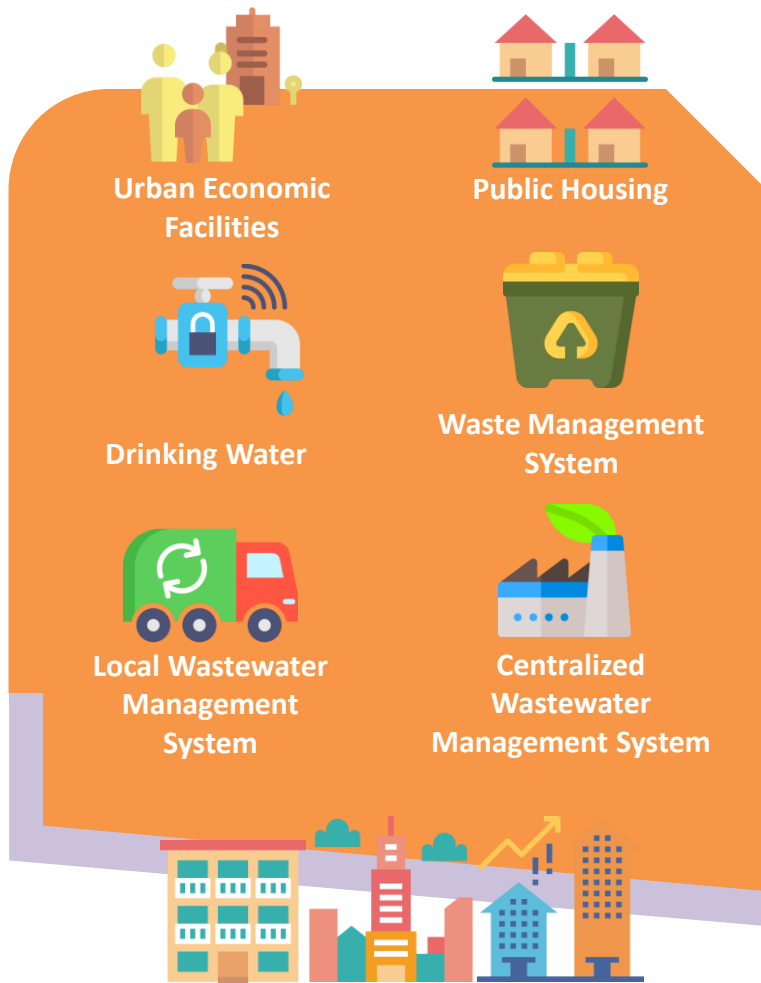 Urban Economic
Facilities
Public Housing
Drinking Water
Waste Management
SYstem
Local Wastewater
Management
System
Centralized
Wastewater
Management System